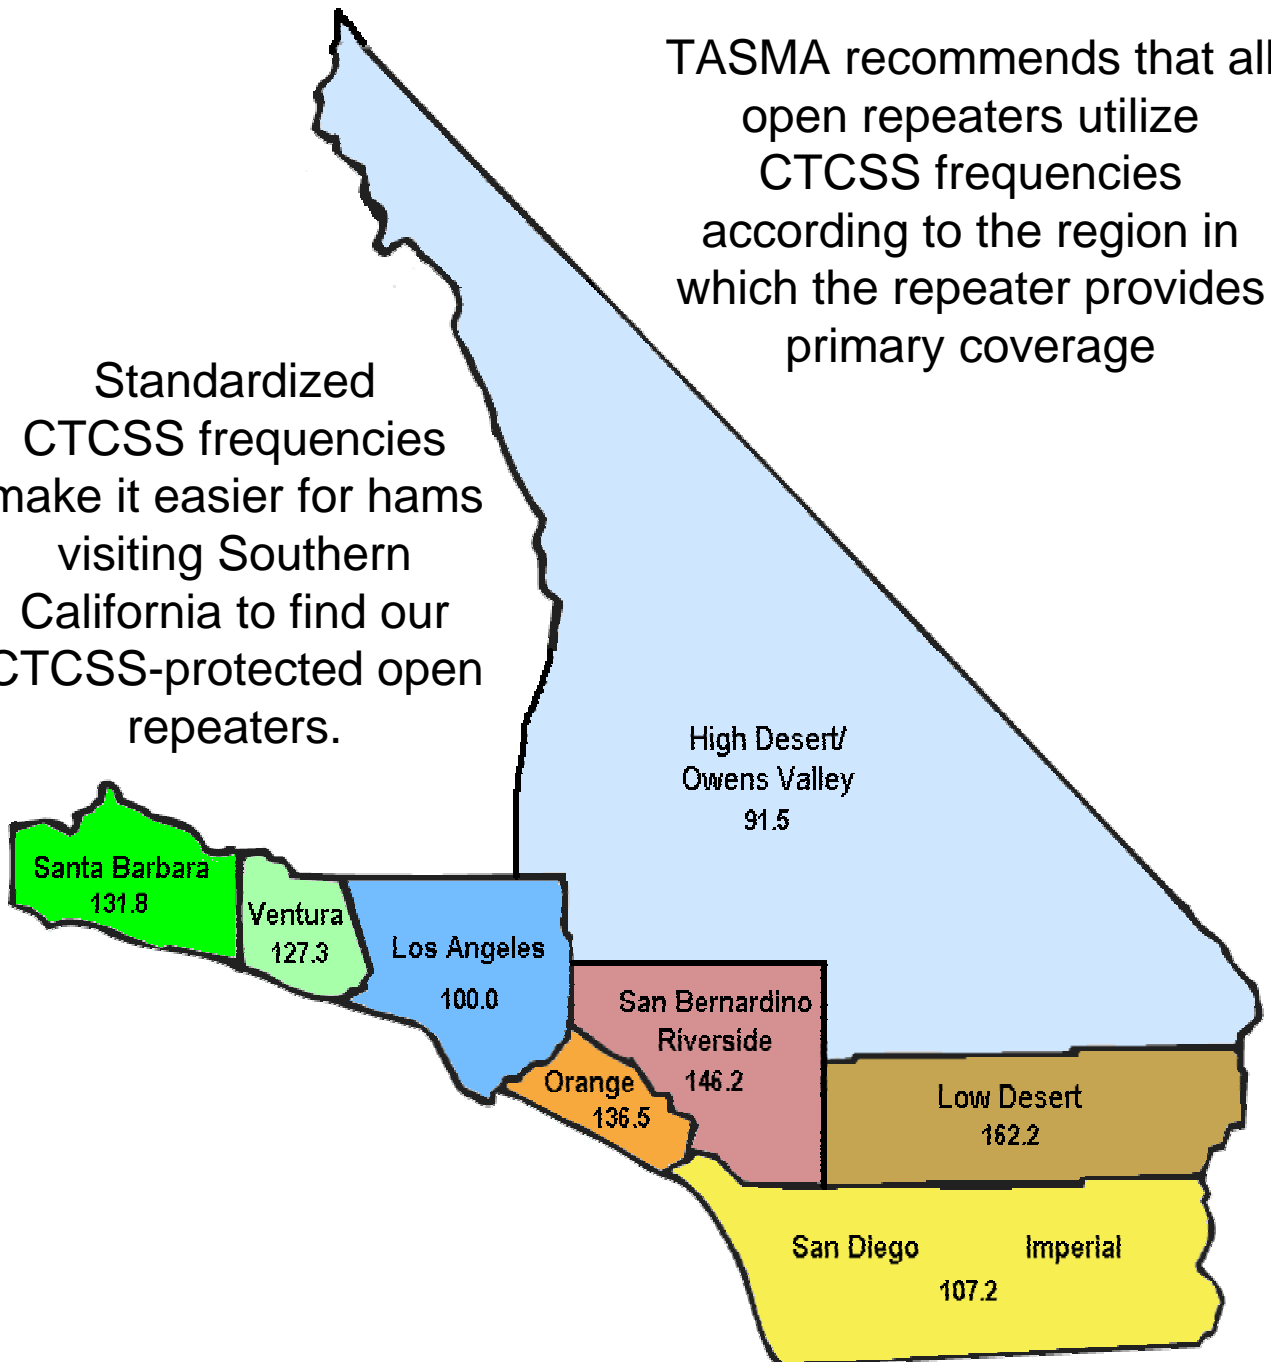 TASMA recommends that all
open repeaters utilize
CTCSS frequencies
according to the region in
which the repeater provides
primary coverage
Standardized
CTCSS frequencies
make it easier for hams
visiting Southern
California to find our
CTCSS-protected open
repeaters.
High Desert/
Owens Valley
91.5
Santa Barbara
131.8
Ventura
127.3
Los Angeles
100.0
San Bernardino
Riverside
146.2
Orange
136.5
Low Desert
162.2
San Diego Imperial
107.2